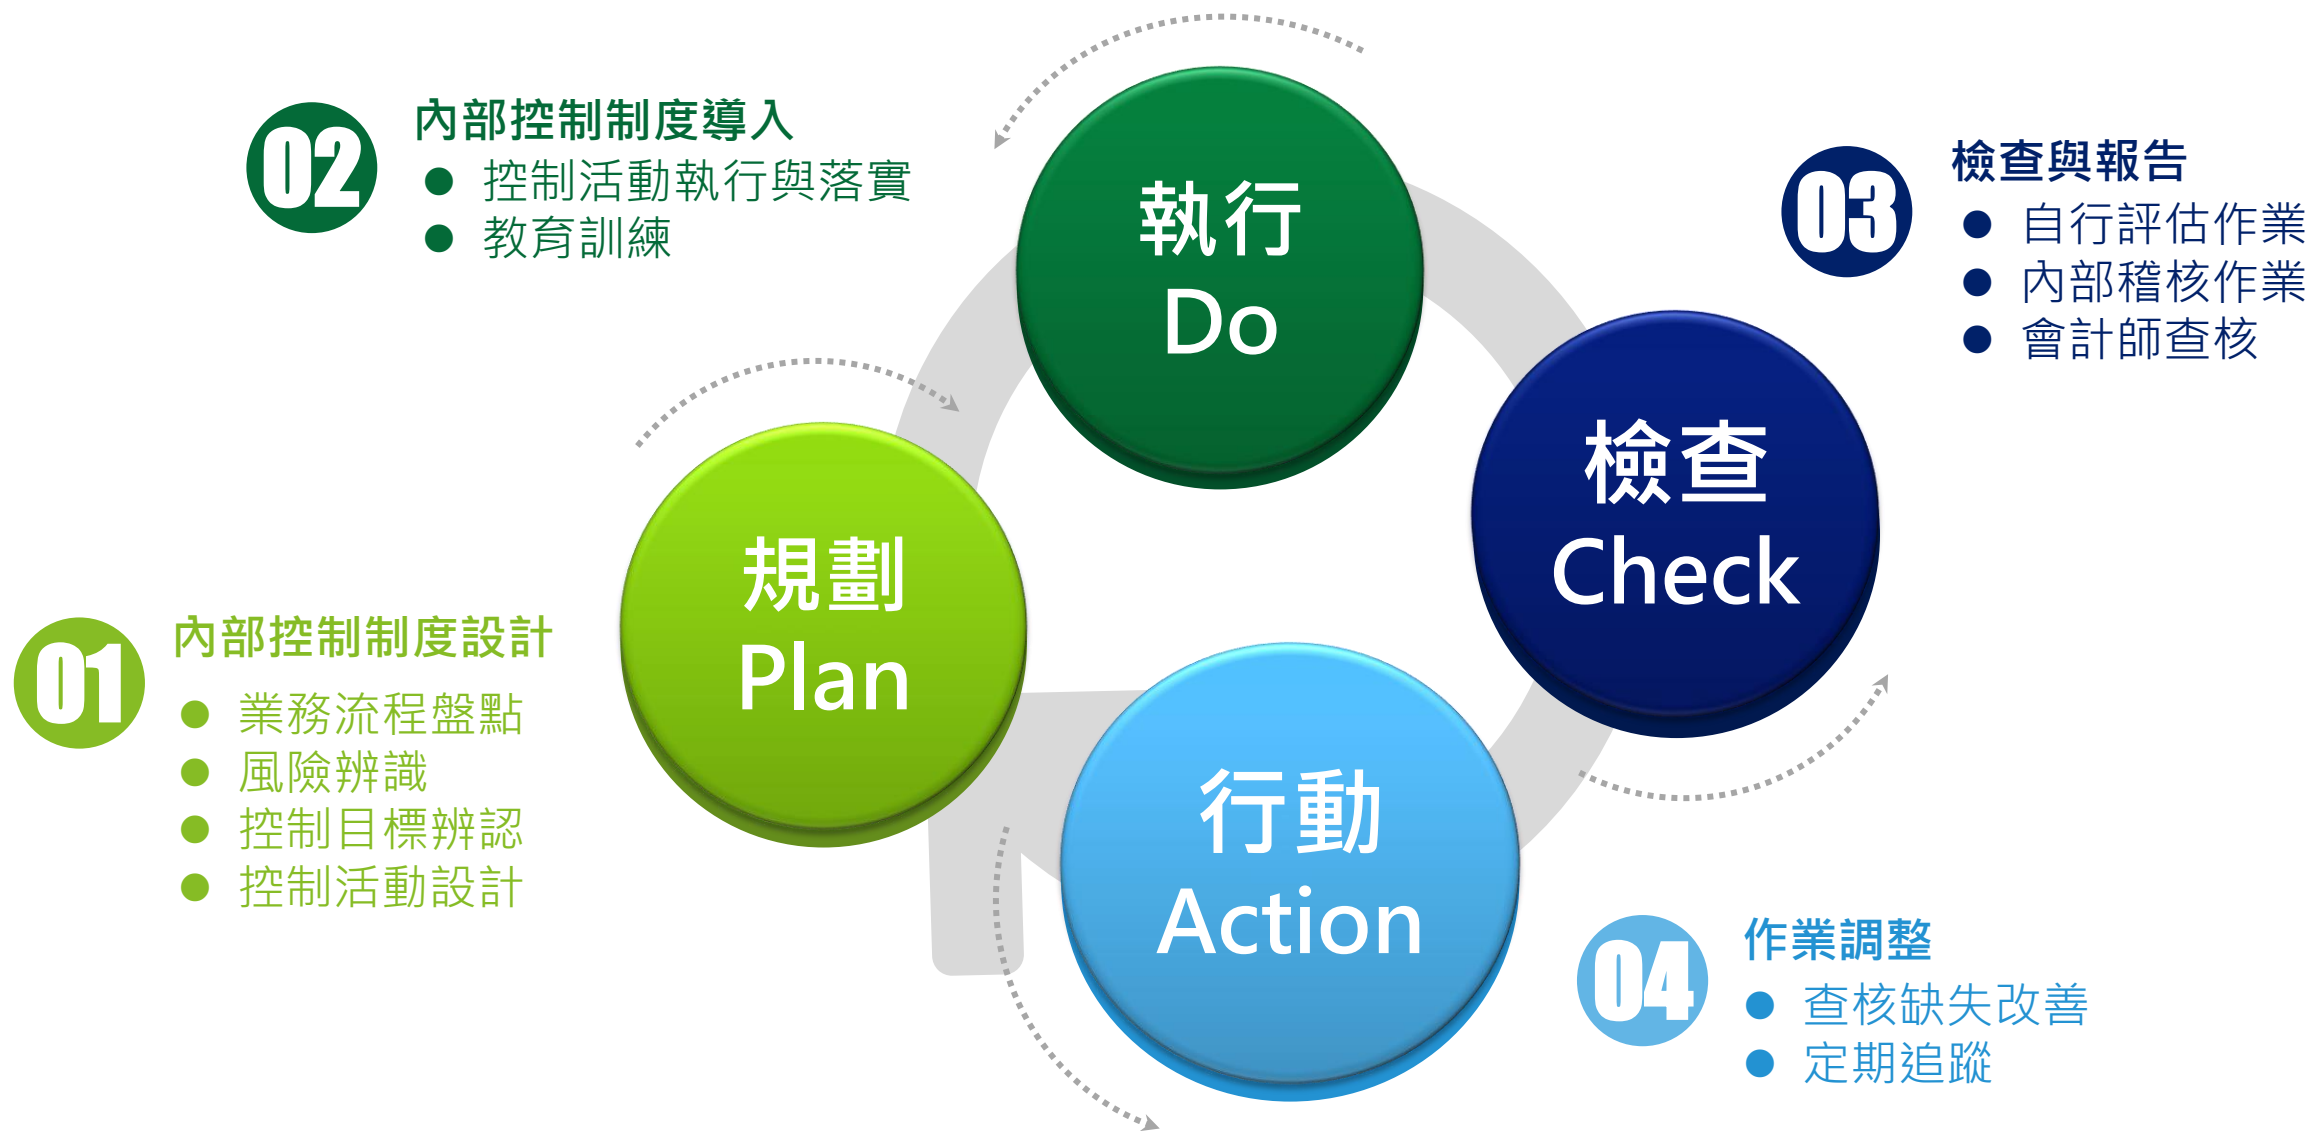 01
內部控制制度設計
● 業務流程盤點
● 風險辨識
● 控制目標辨認
● 控制活動設計
02
內部控制制度導入
● 控制活動執行與落實
● 教育訓練
03
檢查與報告
● 自行評估作業
● 內部稽核作業
● 會計師查核
04
作業調整
● 查核缺失改善
● 定期追蹤
規劃
Plan
執行
Do
檢查
Check
行動
Action